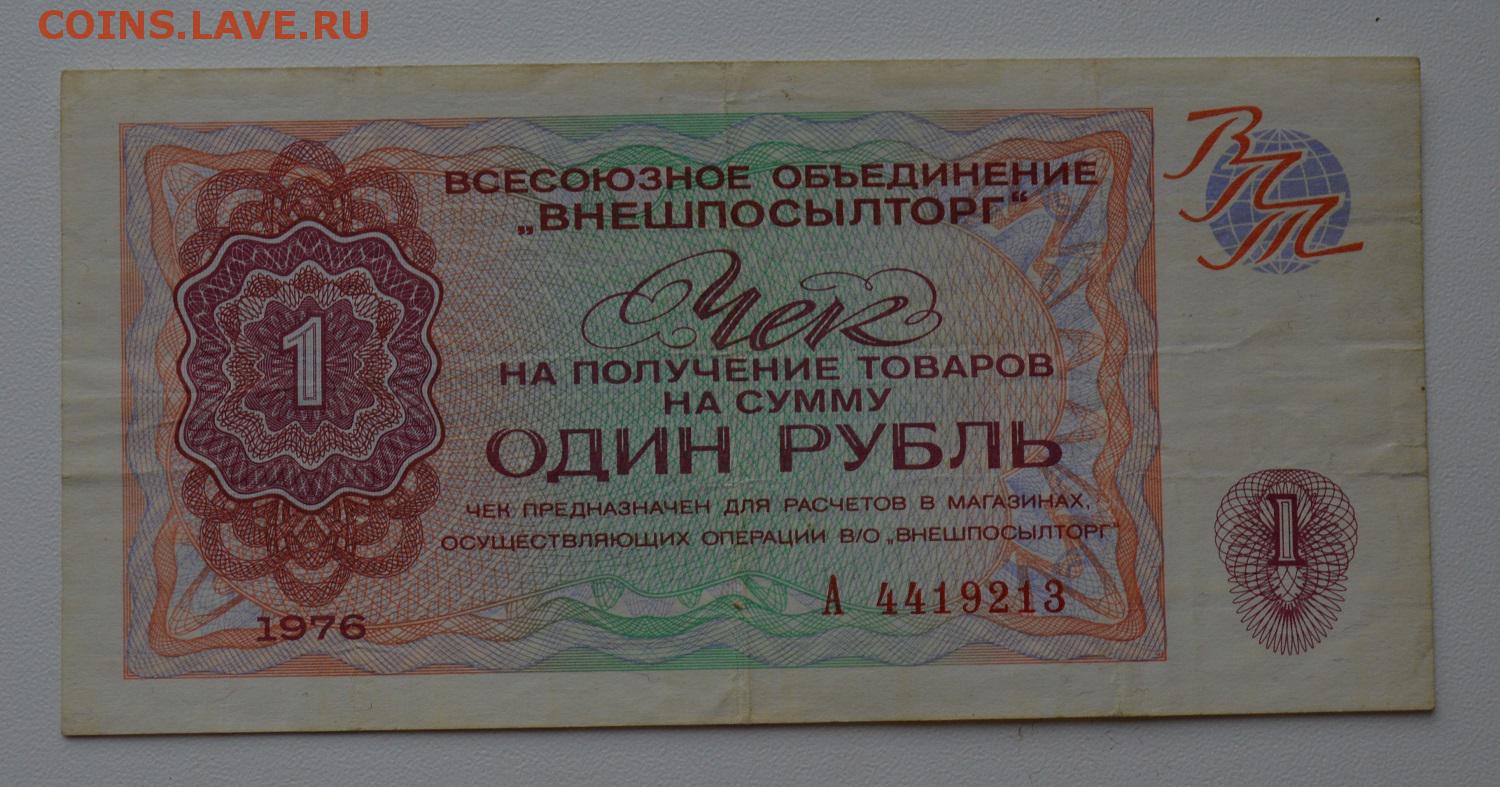 COINS.LAVE.RU
ВПТ
ВСЕСОЮЗНОЕ ОБЪЕДИНЕНИЕ
„ВНЕШПОСЫЛТОРГ“
Чек
НА ПОЛУЧЕНИЕ ТОВАРОВ
НА СУММУ
ОДИН РУБЛЬ
1
ЧЕК ПРЕДНАЗНАЧЕН ДЛЯ РАСЧЕТОВ В МАГАЗИНАХ,
ОСУЩЕСТВЛЯЮЩИХ ОПЕРАЦИИ В/О „ВНЕШПОСЫЛТОРГ“
1
А 4419213
1976